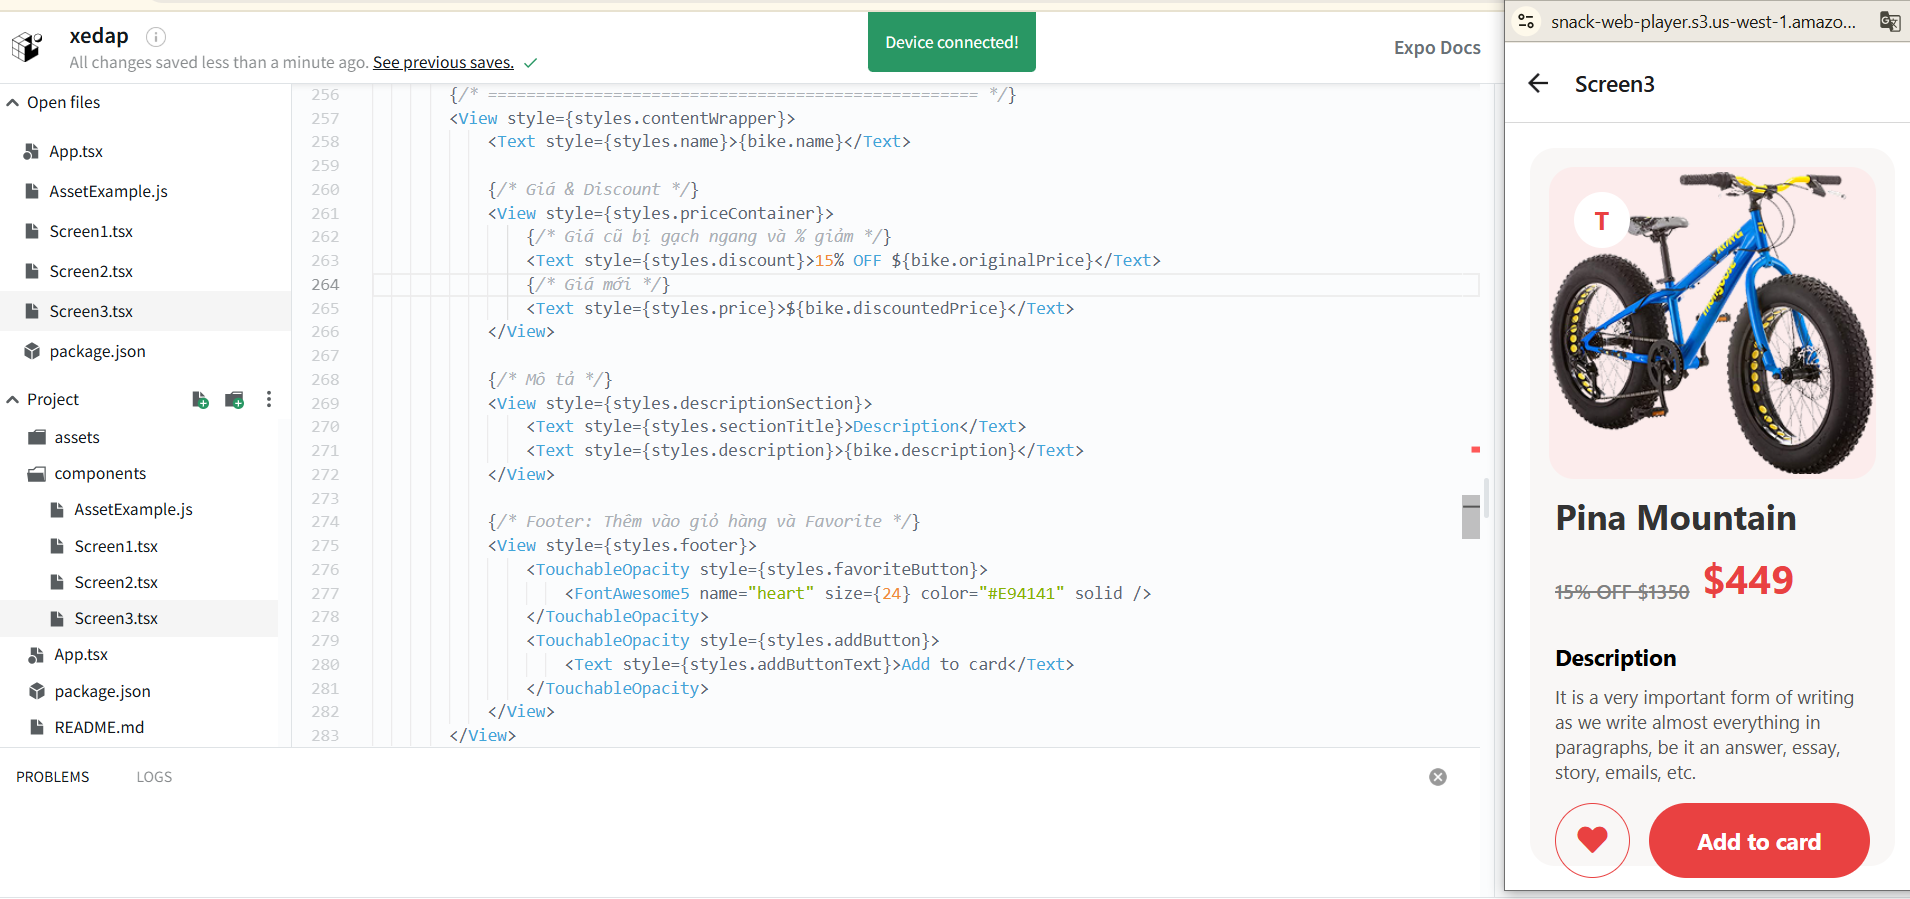 xedap
All changes saved less than a minute ago. See previous saves.
Device connected!
Expo Docs
Open files
App.tsx
AssetExample.js
Screen1.tsx
Screen2.tsx
Screen3.tsx
package.json
Project
assets
components
AssetExample.js
Screen1.tsx
Screen2.tsx
Screen3.tsx
App.tsx
package.json
README.md
256 {/* =================================================== */}
257 <View style={styles.contentWrapper}>
258 <Text style={styles.name}>{bike.name}</Text>
259
260 {/* Giá & Discount */}
261 <View style={styles.priceContainer}>
262 {/* Giá cũ bị gạch ngang và % giảm */}
263 <Text style={styles.discount}>15% OFF ${bike.originalPrice}</Text>
264 {/* Giá mới */}
265 <Text style={styles.price}>${bike.discountedPrice}</Text>
266 </View>
267
268 {/* Mô tả */}
269 <View style={styles.descriptionSection}>
270 <Text style={styles.sectionTitle}>Description</Text>
271 <Text style={styles.description}>{bike.description}</Text>
272 </View>
273
274 {/* Footer: Thêm vào giỏ hàng và Favorite */}
275 <View style={styles.footer}>
276 <TouchableOpacity style={styles.favoriteButton}>
277 <FontAwesome5 name="heart" size={24} color="#E94141" solid />
278 </TouchableOpacity>
279 <TouchableOpacity style={styles.addButton}>
280 <Text style={styles.addButtonText}>Add to card</Text>
281 </TouchableOpacity>
282 </View>
283 </View>
PROBLEMS LOGS
snack-web-player.s3.us-west-1.amazo...
Screen3
T
mongoose
Pina Mountain
15% OFF $1350 $449
Description
It is a very important form of writing
as we write almost everything in
paragraphs, be it an answer, essay,
story, emails, etc.
Add to card